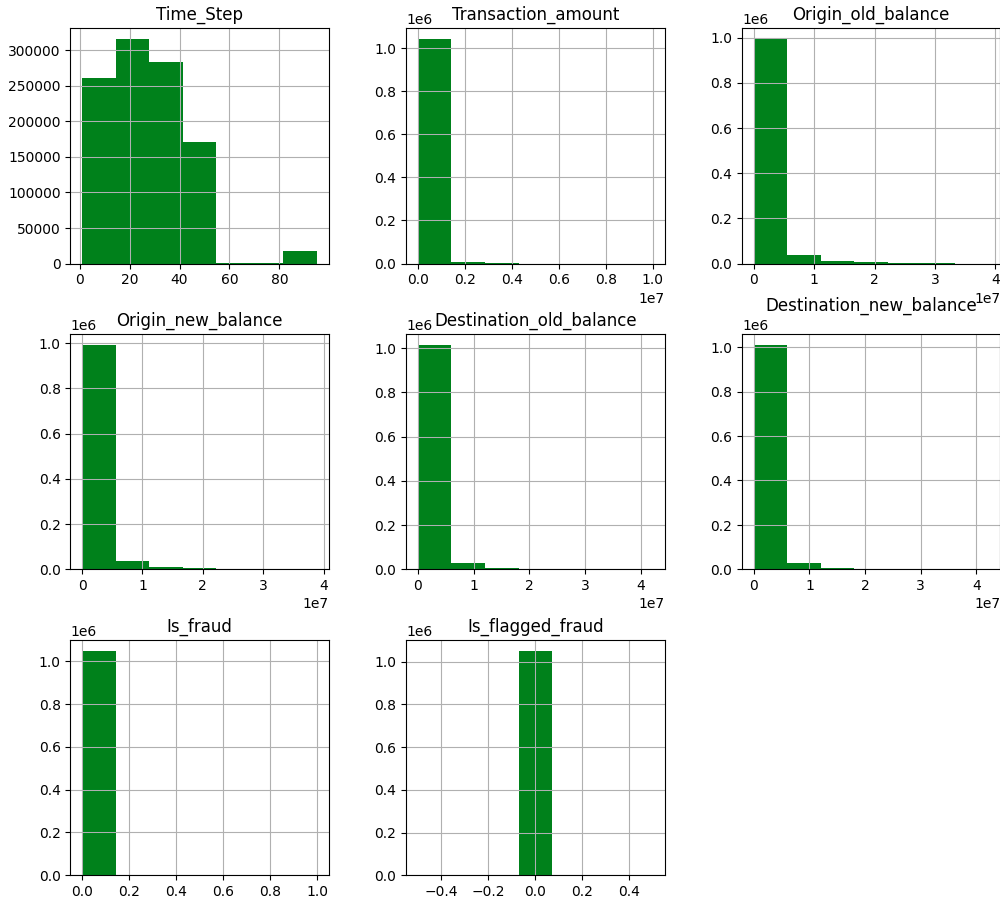 Time_Step
300000
250000
200000
150000
100000
50000
0
0 20 40 60 80
Transaction_amount
1e6
1.0
0.8
0.6
0.4
0.2
0.0
0.0 0.2 0.4 0.6 0.8 1.0
1e7
Origin_old_balance
1e6
1.0
0.8
0.6
0.4
0.2
0.0
0 1 2 3 4
1e7
Origin_new_balance
1e6
1.0
0.8
0.6
0.4
0.2
0.0
0 1 2 3 4
1e7
Destination_old_balance
1e6
1.0
0.8
0.6
0.4
0.2
0.0
0 1 2 3 4
1e7
Destination_new_balance
1e6
1.0
0.8
0.6
0.4
0.2
0.0
0 1 2 3 4
1e7
Is_fraud
1e6
1.0
0.8
0.6
0.4
0.2
0.0
0.0 0.2 0.4 0.6 0.8 1.0
Is_flagged_fraud
1e6
1.0
0.8
0.6
0.4
0.2
0.0
−0.4 −0.2 0.0 0.2 0.4